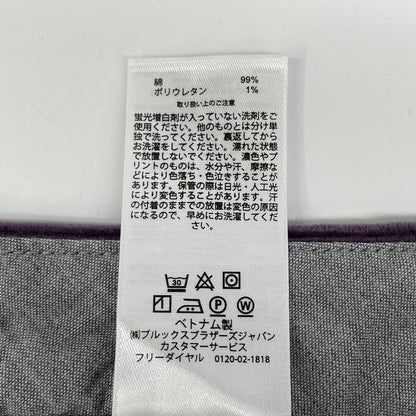 綿 99%
ポリウレタン 1%
取り扱い上のご注意
蛍光増白剤が入っていない洗剤をご
使用ください。他のものとは分け単
独で洗ってください。裏返してから
お洗濯をしてください。濡れた状態
で放置しないでください。濃色やプ
リントのものは、水分や汗、摩擦な
どにより色落ち・色泣きすることが
あります。保管の際は日光・人工光
により変色することがあります。汗
の付着のままでの放置は変色の原因
になるので、早めにお洗濯してくだ
さい。
30
1 P W
ベトナム製
㈱ブルックスブラザーズジャパン
カスタマーサービス
フリーダイヤル 0120-02-1818